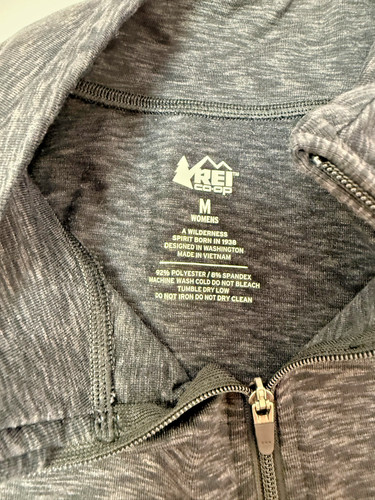 REI
co·op
M
WOMENS
A WILDERNESS
SPIRIT BORN IN 1938
DESIGNED IN WASHINGTON
MADE IN VIETNAM
92% POLYESTER / 8% SPANDEX
MACHINE WASH COLD DO NOT BLEACH
TUMBLE DRY LOW
DO NOT IRON DO NOT DRY CLEAN